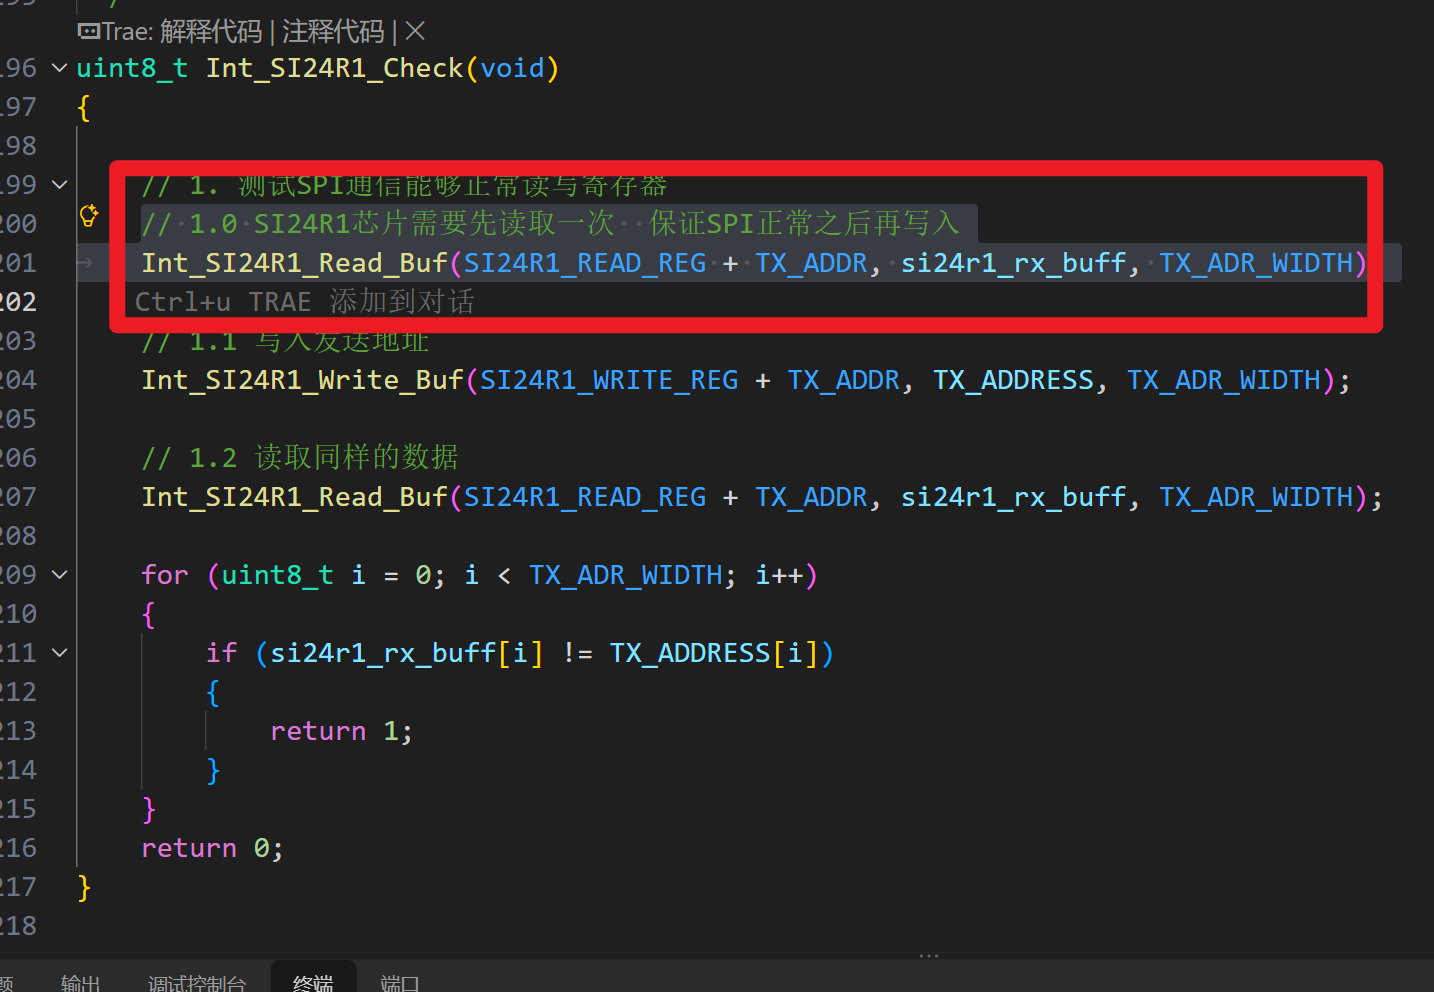 Trae: 解释代码 | 注释代码 |
196 uint8_t Int_SI24R1_Check(void)
197 {
198
199 // 1. 测试SPI通信能够正常读写寄存器
200 // 1.0 SI24R1芯片需要先读取一次  保证SPI正常之后再写入
201 Int_SI24R1_Read_Buf(SI24R1_READ_REG + TX_ADDR, si24r1_rx_buff, TX_ADR_WIDTH)
202 Ctrl+u TRAE 添加到对话
203 // 1.1 写入发送地址
204 Int_SI24R1_Write_Buf(SI24R1_WRITE_REG + TX_ADDR, TX_ADDRESS, TX_ADR_WIDTH);
205
206 // 1.2 读取同样的数据
207 Int_SI24R1_Read_Buf(SI24R1_READ_REG + TX_ADDR, si24r1_rx_buff, TX_ADR_WIDTH);
208
209 for (uint8_t i = 0; i < TX_ADR_WIDTH; i++)
210 {
211 if (si24r1_rx_buff[i] != TX_ADDRESS[i])
212 {
213 return 1;
214 }
215 }
216 return 0;
217 }
218
题 输出 调试控制台 终端 端口